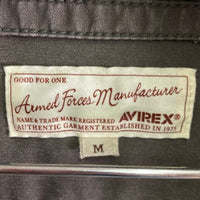 GOOD FOR ONE
Armed Forces Manufacturer
NAME & TRADE MARK REGISTERED AVIREX®
AUTHENTIC GARMENT ESTABLISHED IN 1975
M